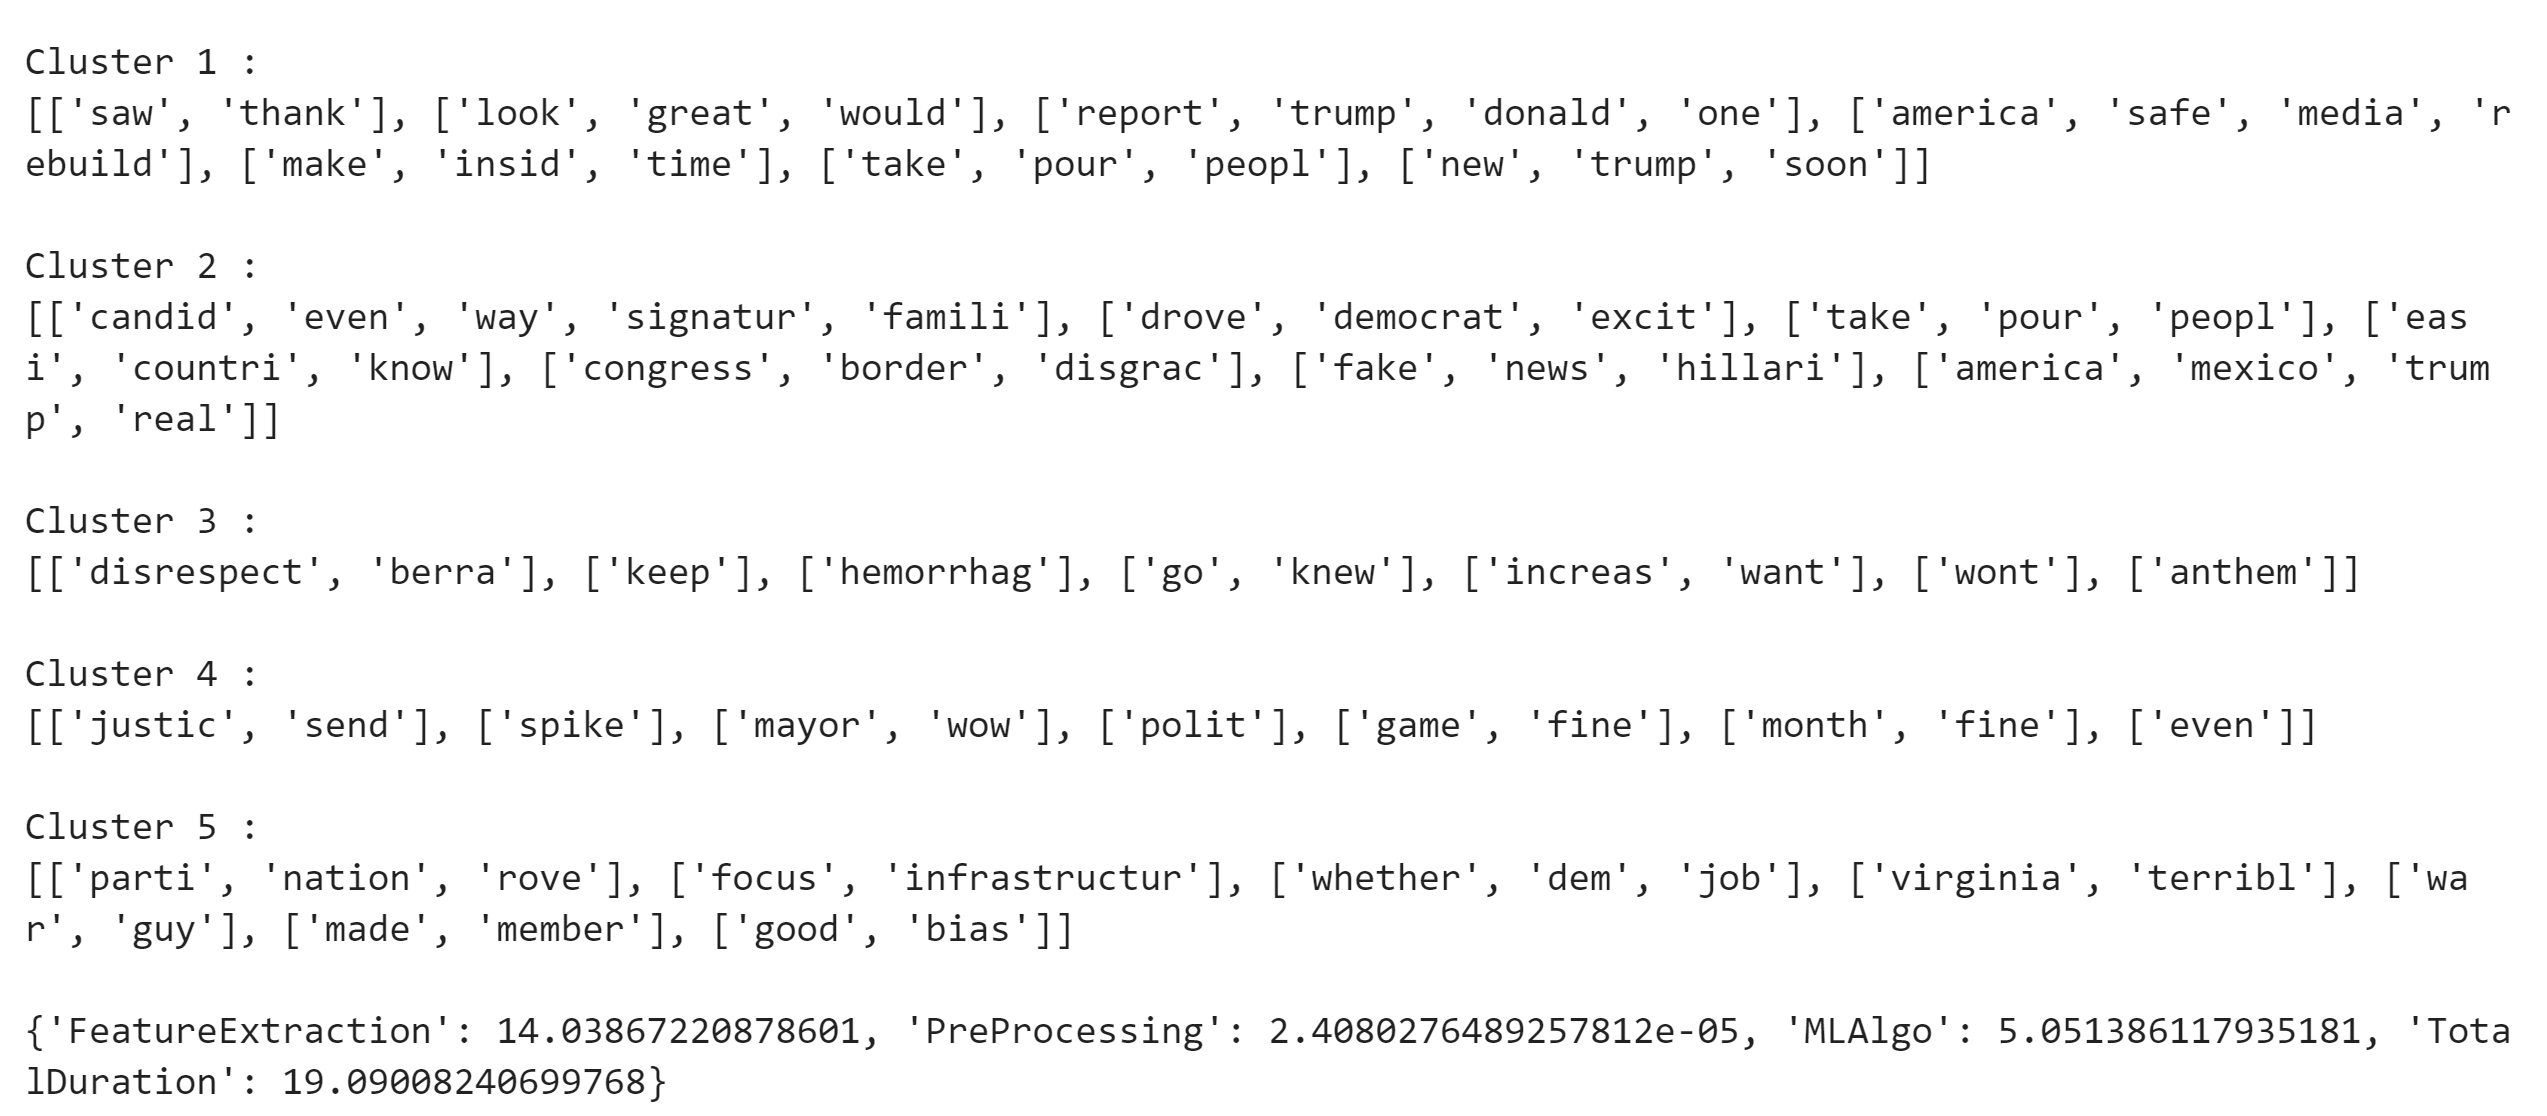 Cluster 1 :
[['saw', 'thank'], ['look', 'great', 'would'], ['report', 'trump', 'donald', 'one'], ['america', 'safe', 'media', 'r
ebuild'], ['make', 'insid', 'time'], ['take', 'pour', 'peopl'], ['new', 'trump', 'soon']]
Cluster 2 :
[['candid', 'even', 'way', 'signatur', 'famili'], ['drove', 'democrat', 'excit'], ['take', 'pour', 'peopl'], ['eas
i', 'countri', 'know'], ['congress', 'border', 'disgrac'], ['fake', 'news', 'hillari'], ['america', 'mexico', 'trum
p', 'real']]
Cluster 3 :
[['disrespect', 'berra'], ['keep'], ['hemorrhag'], ['go', 'knew'], ['increas', 'want'], ['wont'], ['anthem']]
Cluster 4 :
[['justic', 'send'], ['spike'], ['mayor', 'wow'], ['polit'], ['game', 'fine'], ['month', 'fine'], ['even']]
Cluster 5 :
[['parti', 'nation', 'rove'], ['focus', 'infrastructur'], ['whether', 'dem', 'job'], ['virginia', 'terribl'], ['wa
r', 'guy'], ['made', 'member'], ['good', 'bias']]
{'FeatureExtraction': 14.03867220878601, 'PreProcessing': 2.4080276489257812e-05, 'MLAlgo': 5.051386117935181, 'Tota
lDuration': 19.09008240699768}